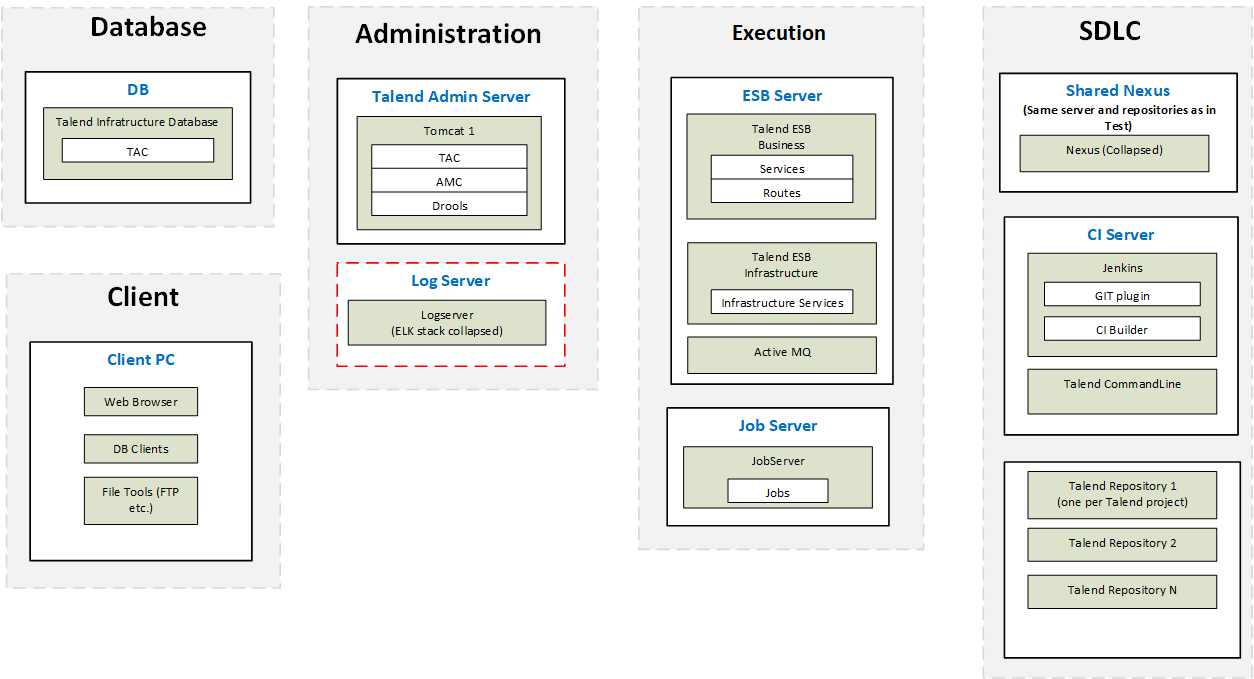 Database
DB
Talend Infratructure Database
TAC
Client
Client PC
Web Browser
DB Clients
File Tools (FTP
etc.)
Administration
Talend Admin Server
Tomcat 1
TAC
AMC
Drools
Log Server
Logserver
(ELK stack collapsed)
Execution
ESB Server
Talend ESB
Business
Services
Routes
Talend ESB
Infrastructure
Infrastructure Services
Active MQ
Job Server
JobServer
Jobs
SDLC
Shared Nexus
(Same server and repositories as in
Test)
Nexus (Collapsed)
CI Server
Jenkins
GIT plugin
CI Builder
Talend CommandLine
Talend Repository 1
(one per Talend project)
Talend Repository 2
Talend Repository N